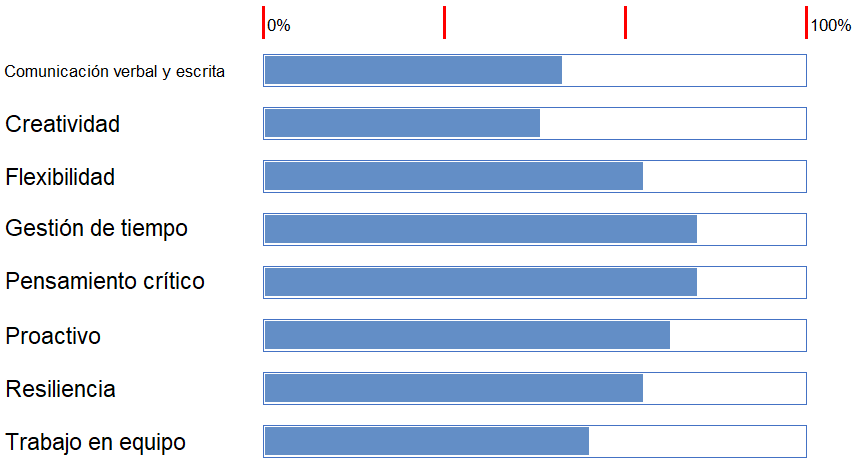 0%
100%
Comunicación verbal y escrita
Creatividad
Flexibilidad
Gestión de tiempo
Pensamiento crítico
Proactivo
Resiliencia
Trabajo en equipo